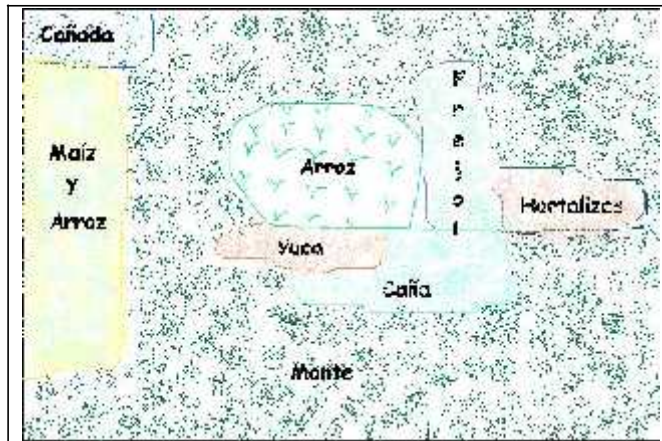 Cañada
Maíz
y
Arroz
Arroz
Frejol
Hortalizas
Yuca
Caña
Monte